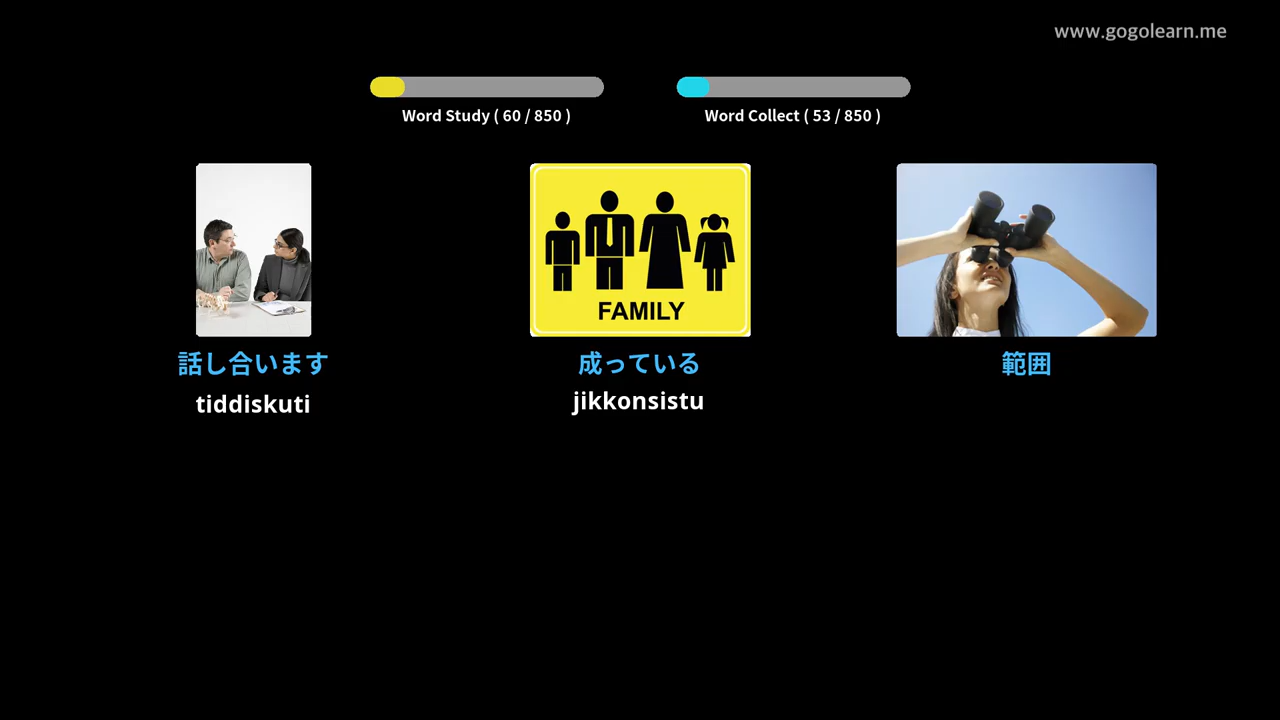 www.gogolearn.me
Word Study ( 60 / 850 )
Word Collect ( 53 / 850 )
FAMILY
話し合います
成っている
範囲
tiddiskuti
jikkonsistu